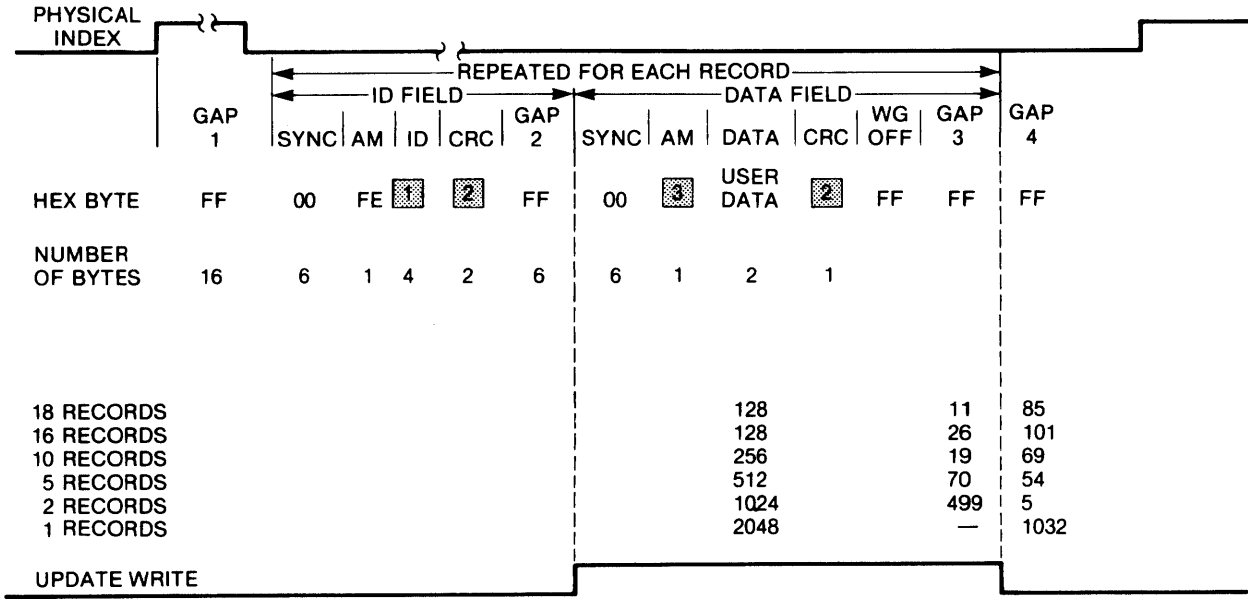 PHYSICAL
INDEX
REPEATED FOR EACH RECORD
ID FIELD DATA FIELD
GAP
1
SYNC AM ID CRC
GAP
2
SYNC AM DATA CRC
WG
OFF
GAP
3
GAP
4
HEX BYTE FF 00 FE 1 2 FF 00 3 USER DATA 2 FF FF FF
NUMBER
OF BYTES 16 6 1 4 2 6 6 1 2 1
18 RECORDS 128 11 85
16 RECORDS 128 26 101
10 RECORDS 256 19 69
5 RECORDS 512 70 54
2 RECORDS 1024 499 5
1 RECORDS 2048 — 1032
UPDATE WRITE